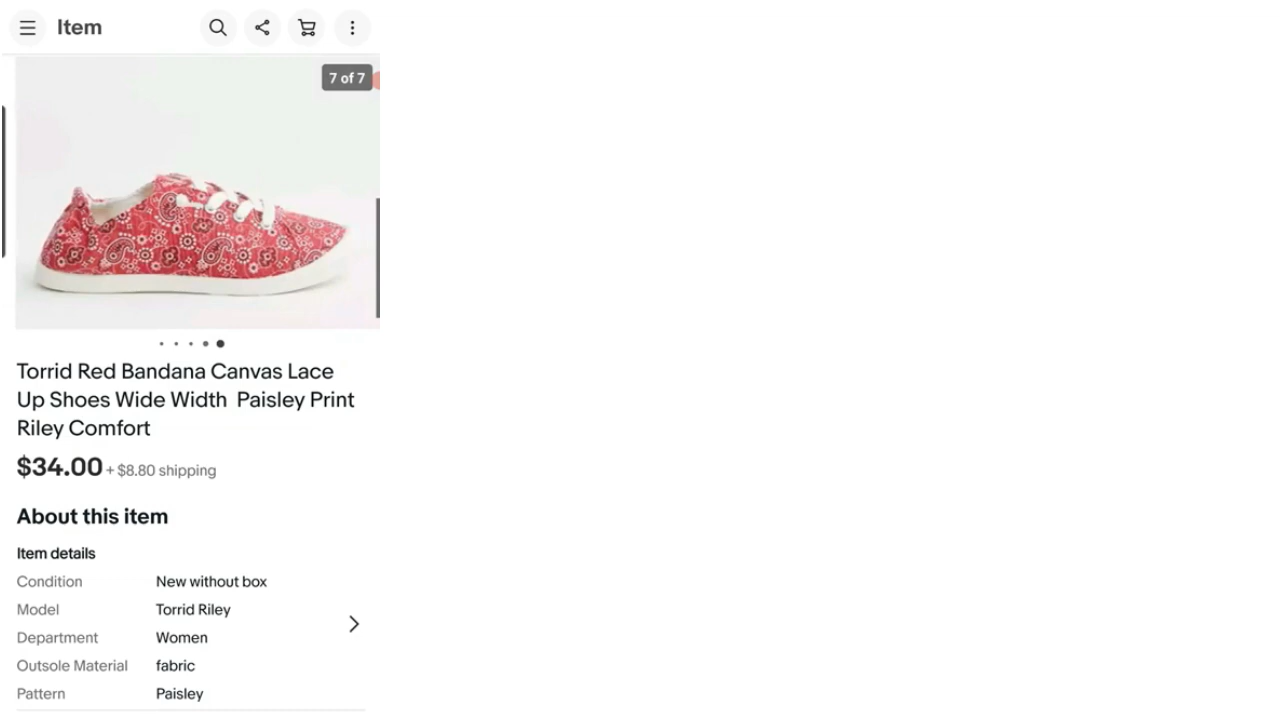 Item
7 of 7
Torrid Red Bandana Canvas Lace
Up Shoes Wide Width Paisley Print
Riley Comfort
$34.00 + $8.80 shipping
About this item
Item details
Condition New without box
Model Torrid Riley
Department Women
Outsole Material fabric
Pattern Paisley